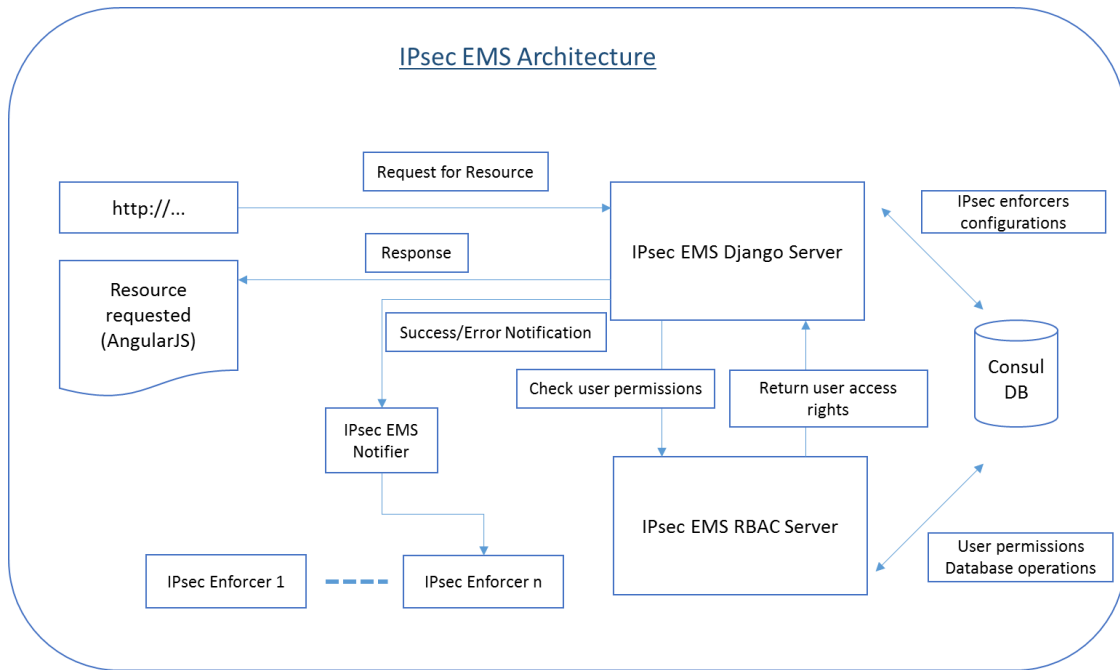 IPsec EMS Architecture
Request for Resource
http://...
IPsec EMS Django Server
IPsec enforcers
configurations
Response
Resource
requested
(AngularJS)
Success/Error Notification
Check user permissions
Return user access
rights
Consul
DB
IPsec EMS
Notifier
IPsec EMS RBAC Server
User permissions
Database operations
IPsec Enforcer 1
IPsec Enforcer n